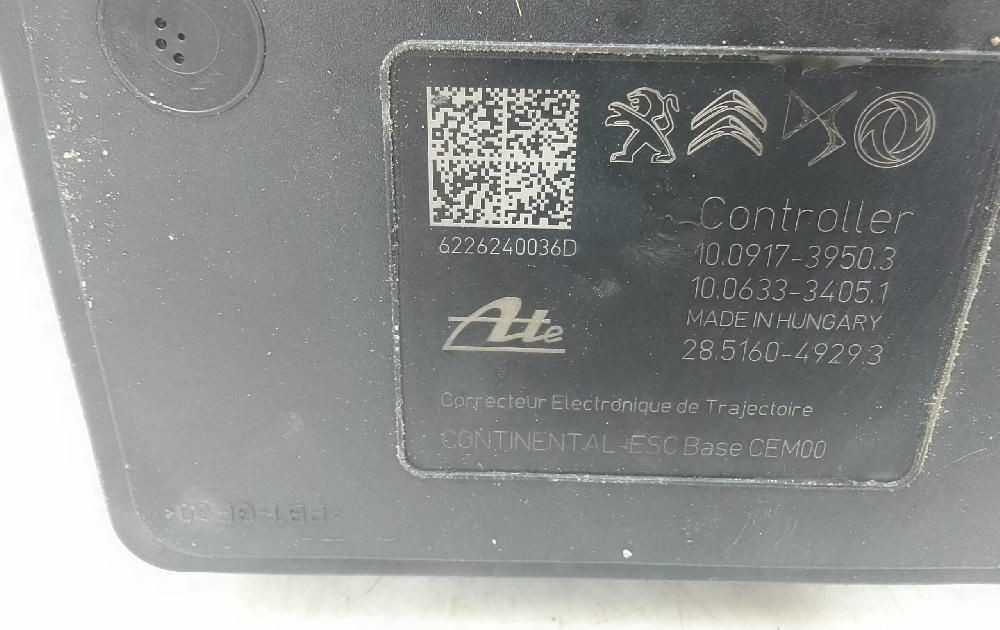 6226240036D
Controller
10.0917-3950.3
10.0633-3405.1
MADE IN HUNGARY
28.5160-4929.3
Ate
Correcteur Electronique de Trajectoire
CONTINENTAL-ESC Base CEM00